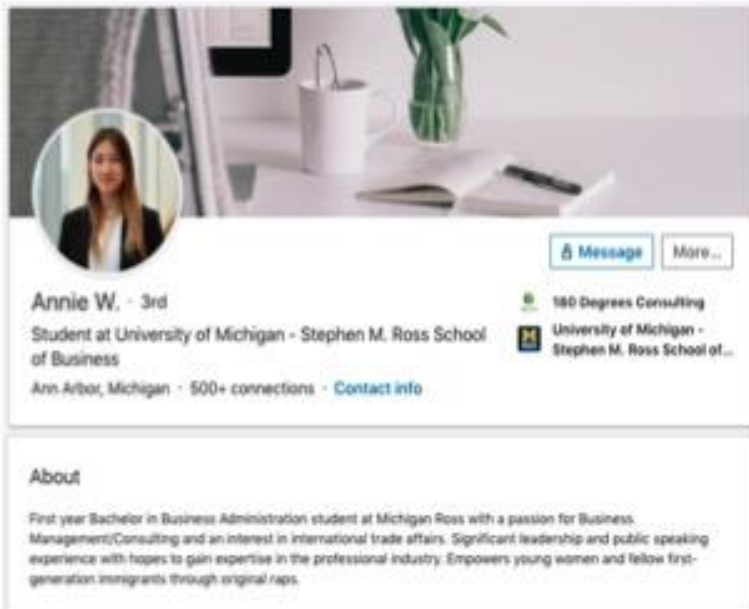 Message
More...
Annie W. · 3rd
180 Degrees Consulting
Student at University of Michigan - Stephen M. Ross School
of Business
University of Michigan -
Stephen M. Ross School of...
Ann Arbor, Michigan · 500+ connections · Contact info
About
First year Bachelor in Business Administration student at Michigan Ross with a passion for Business
Management/Consulting and an interest in international trade affairs. Significant leadership and public speaking
experience with hopes to gain expertise in the professional industry. Empowers young women and fellow first-
generation immigrants through original raps.